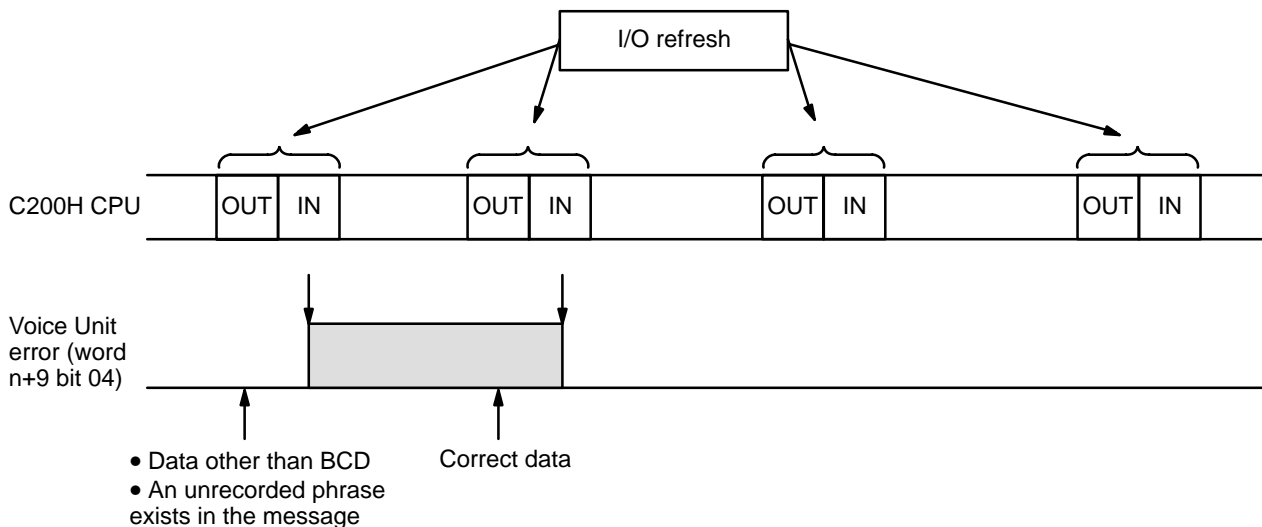 I/O refresh
C200H CPU
OUT IN
OUT IN
OUT IN
OUT IN
Voice Unit
error (word
n+9 bit 04)
• Data other than BCD
• An unrecorded phrase
exists in the message
Correct data